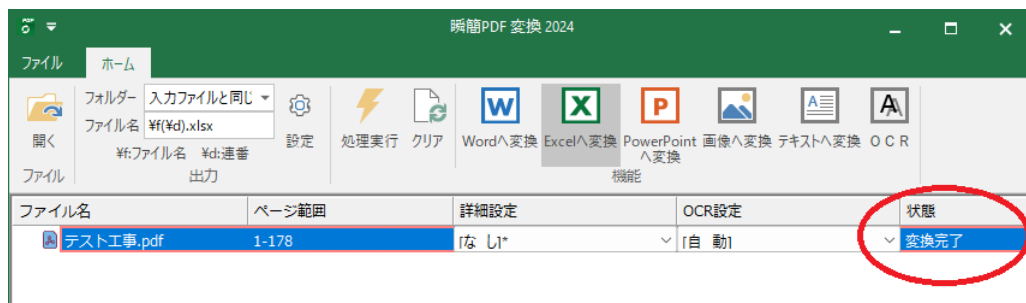 瞬簡PDF 変換 2024
ファイル ホーム
開く
ファイル
フォルダー 入力ファイルと同じ
ファイル名 ¥f(¥d).xlsx
¥f:ファイル名 ¥d:連番
設定
出力
処理実行 クリア
Wordへ変換 Excelへ変換 PowerPoint
へ変換 画像へ変換 テキストへ変換 OCR
機能
ファイル名 ページ範囲 詳細設定 OCR設定 状態
テスト工事.pdf 1-178 [な し]* [自 動] 変換完了